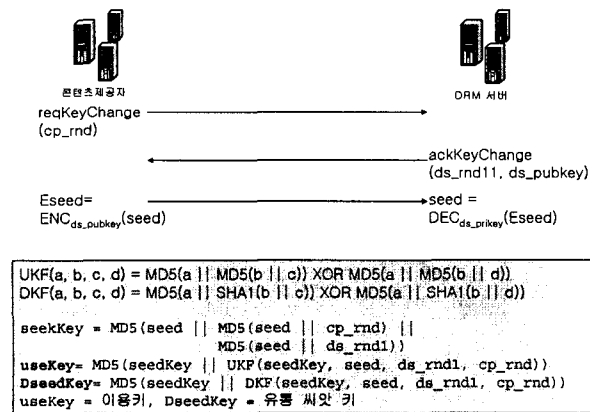 콘텐츠제공자
DRM 서버
reqKeyChange
(cp_rnd)
ackKeyChange
(ds_rnd11, ds_pubkey)
Eseed=
ENC_ds_pubkey(seed)
seed =
DEC_ds_prikey(Eseed)
UKF(a, b, c, d) = MD5(a || MD5(b || c)) XOR MD5(a || MD5(b || d))
DKF(a, b, c, d) = MD5(a || SHA1(b || c)) XOR MD5(a || SHA1(b || d))
seekKey = MD5(seed || MD5(seed || cp_rnd) ||
MD5(seed || ds_rnd1))
useKey= MD5(seedKey || UKF(seedKey, seed, ds_rnd1, cp_rnd))
DseedKey= MD5(seedKey || DKF(seedKey, seed, ds_rnd1, cp_rnd))
useKey = 이용키, DseedKey = 유통 씨앗 키